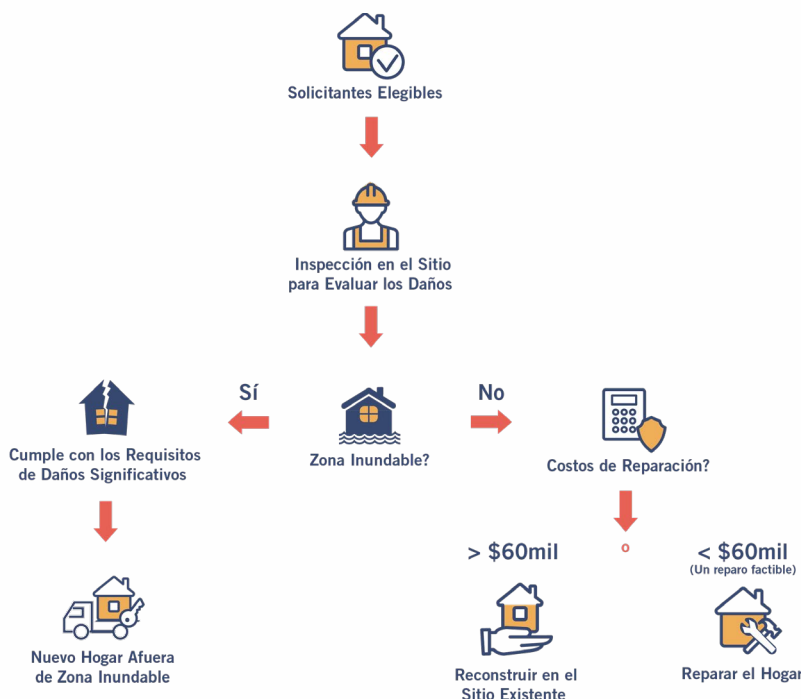 Solicitantes Elegibles
Inspección en el Sitio
para Evaluar los Daños
Sí
No
Cumple con los Requisitos
de Daños Significativos
Zona Inundable?
Costos de Reparación?
> $60mil
o
< $60mil
(Un reparo factible)
Nuevo Hogar Afuera
de Zona Inundable
Reconstruir en el
Sitio Existente
Reparar el Hogar